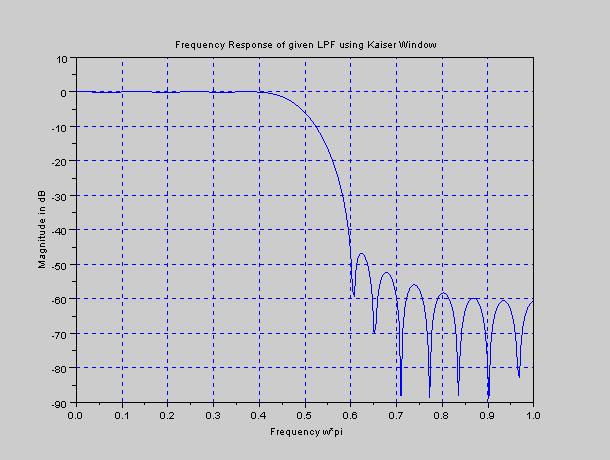 Frequency Response of given LPF using Kaiser Window
10
0
-10
-20
-30
-40
-50
-60
-70
-80
-90
Magnitude in dB
0.0 0.1 0.2 0.3 0.4 0.5 0.6 0.7 0.8 0.9 1.0
Frequency w*pi